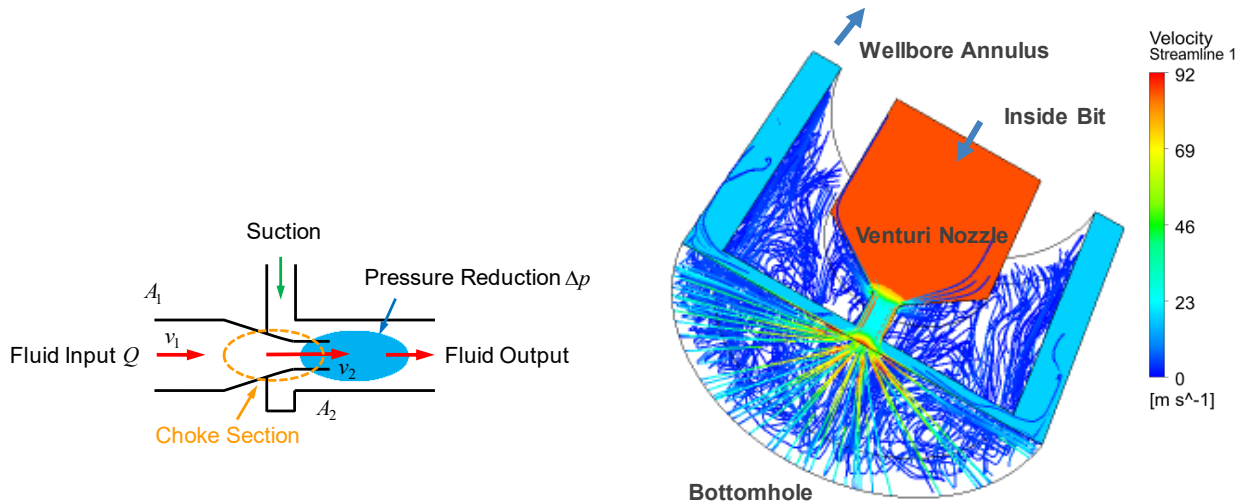 Suction
Pressure Reduction Δp
A1
v1
Fluid Input Q
v2
Fluid Output
A2
Choke Section
Wellbore Annulus
Inside Bit
Venturi Nozzle
Bottomhole
Velocity
Streamline 1
92
69
46
23
0
[m s^-1]